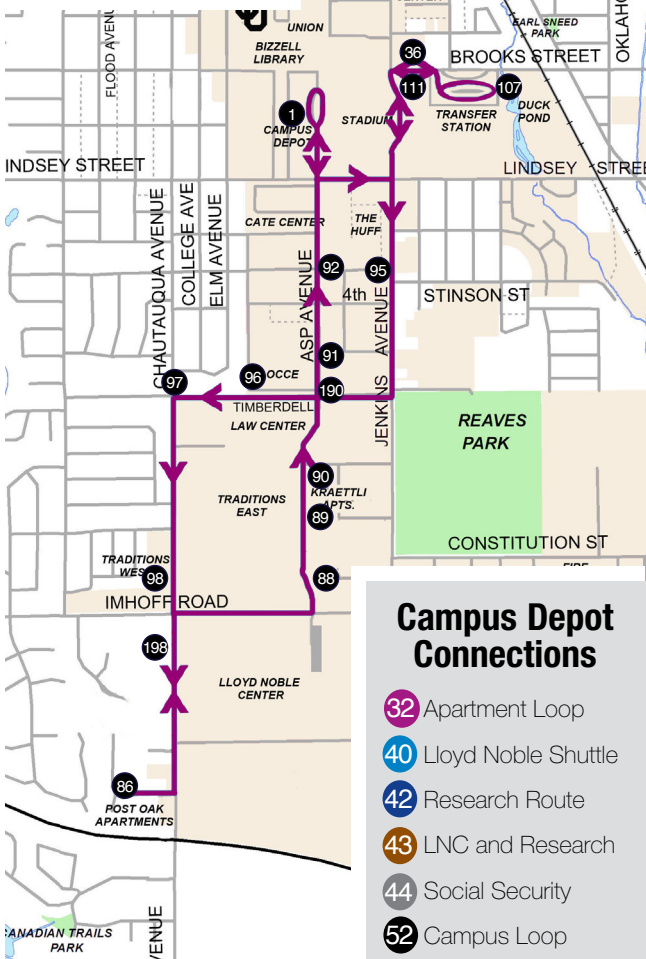 UNION
BIZZELL
LIBRARY
EARL SNEED
PARK
FLOOD AVENU
OKLAHO
36
BROOKS STREET
111
107
1
CAMPUS
DEPOT
STADIUM
TRANSFER
STATION
DUCK
POND
INDSEY STREET
LINDSEY STREE
CHAUTAUQUA AVENUE
COLLEGE AVE
ELM AVENUE
CATE CENTER
THE
HUFF
92
95
4th
STINSON ST
ASP AVENUE
JENKINS AVENUE
91
97
96
OCCE
190
TIMBERDELL
LAW CENTER
REAVES
PARK
90
KRAETTLI
APTS.
TRADITIONS
EAST
89
CONSTITUTION ST
TRADITIONS
WEST
98
88
IMHOFF ROAD
198
LLOYD NOBLE
CENTER
86
POST OAK
APARTMENTS
CANADIAN TRAILS
PARK
VENUE
Campus Depot
Connections
32 Apartment Loop
40 Lloyd Noble Shuttle
42 Research Route
43 LNC and Research
44 Social Security
52 Campus Loop